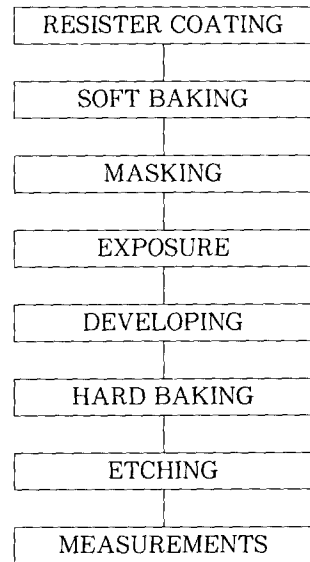 RESISTER COATING
SOFT BAKING
MASKING
EXPOSURE
DEVELOPING
HARD BAKING
ETCHING
MEASUREMENTS